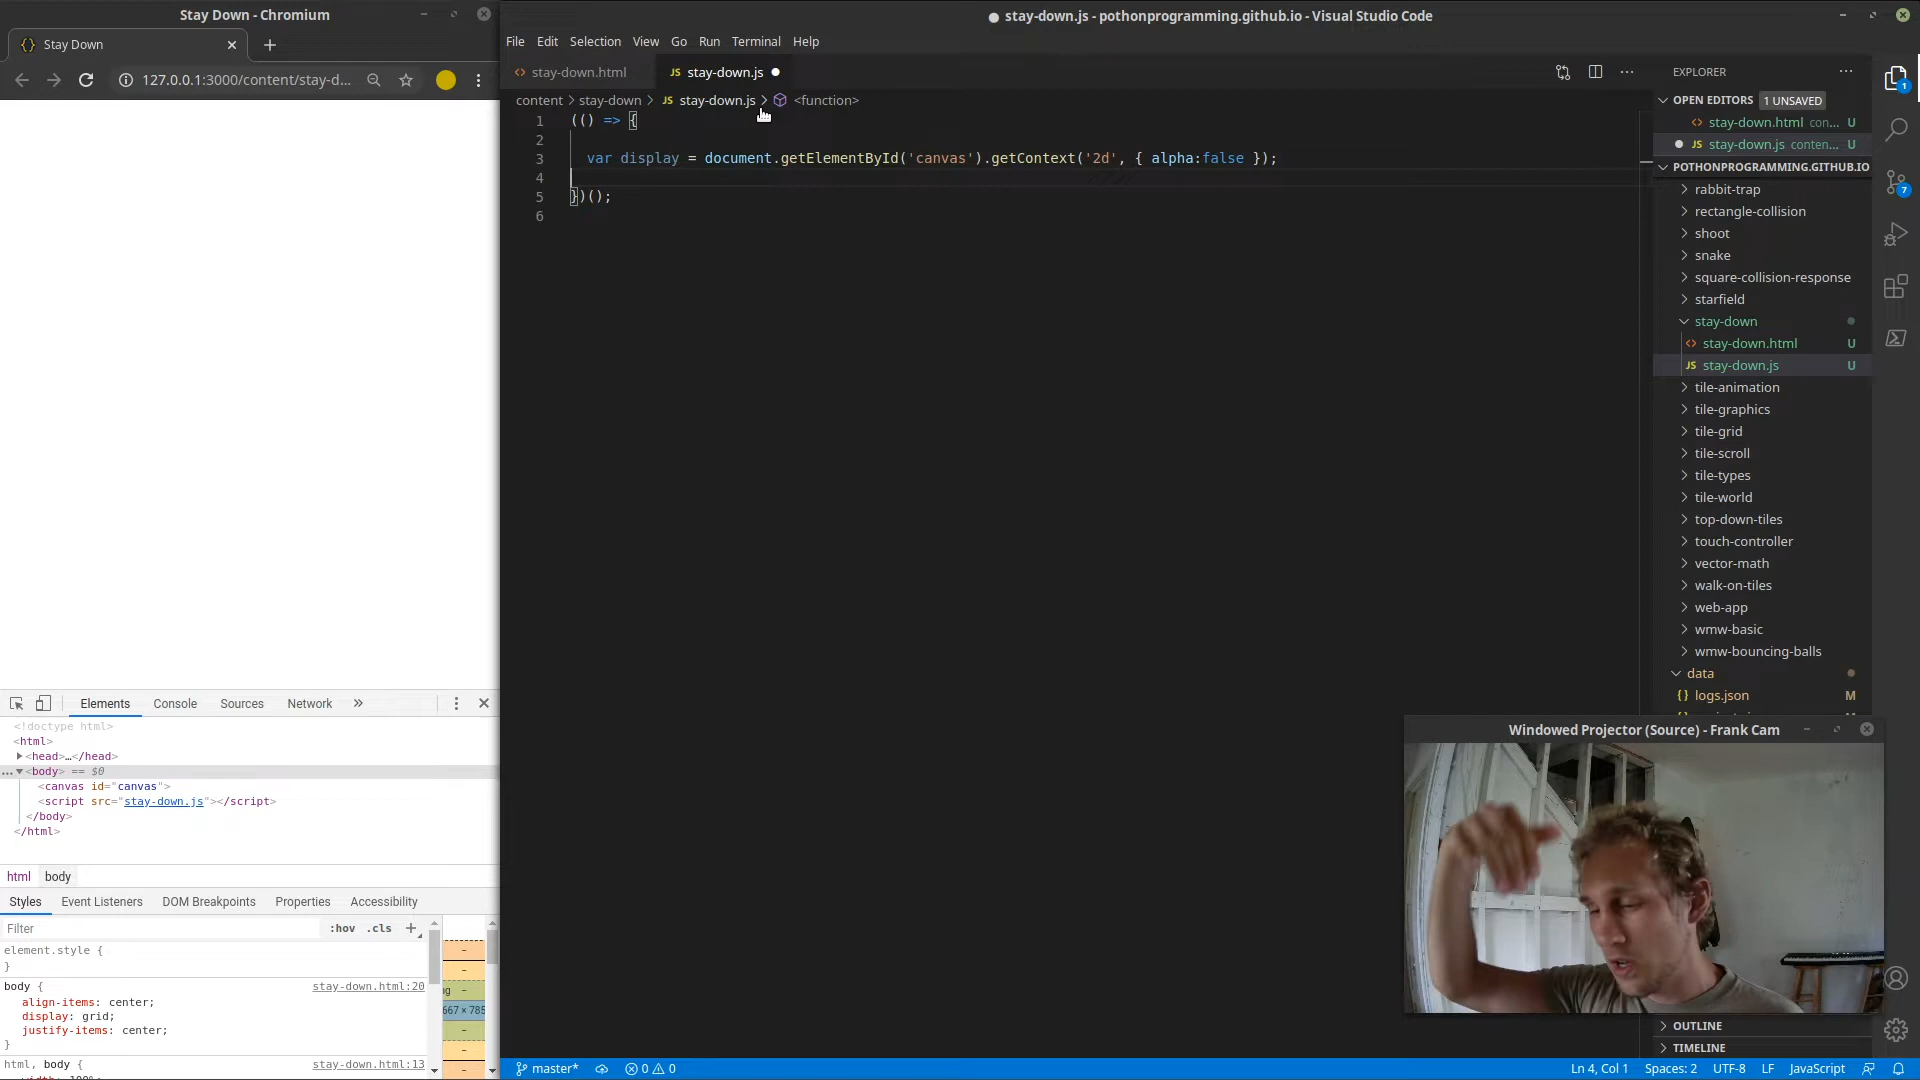 Stay Down - Chromium
Stay Down
127.0.0.1:3000/content/stay-d...
Elements
Console
Sources
Network
<!doctype html>
<html>
<head>…</head>
<body> == $0
<canvas id="canvas">
<script src="stay-down.js"></script>
</body>
</html>
html
body
Styles
Event Listeners
DOM Breakpoints
Properties
Accessibility
Filter
:hov
.cls
element.style {
}
body {
stay-down.html:20
align-items: center;
display: grid;
justify-items: center;
}
html, body {
stay-down.html:13
667 × 785
● stay-down.js - pothonprogramming.github.io - Visual Studio Code
File
Edit
Selection
View
Go
Run
Terminal
Help
stay-down.html
JS stay-down.js
content > stay-down > JS stay-down.js > <function>
1 (() => {
2
3 var display = document.getElementById('canvas').getContext('2d', { alpha:false });
4
5 })();
6
EXPLORER
OPEN EDITORS 1 UNSAVED
stay-down.html con... U
JS stay-down.js conten... U
POTHONPROGRAMMING.GITHUB.IO
rabbit-trap
rectangle-collision
shoot
snake
square-collision-response
starfield
stay-down
stay-down.html U
JS stay-down.js U
tile-animation
tile-graphics
tile-grid
tile-scroll
tile-types
tile-world
top-down-tiles
touch-controller
vector-math
walk-on-tiles
web-app
wmw-basic
wmw-bouncing-balls
data
{} logs.json M
Windowed Projector (Source) - Frank Cam
OUTLINE
TIMELINE
1
7
master*
0 0
Ln 4, Col 1
Spaces: 2
UTF-8
LF
JavaScript